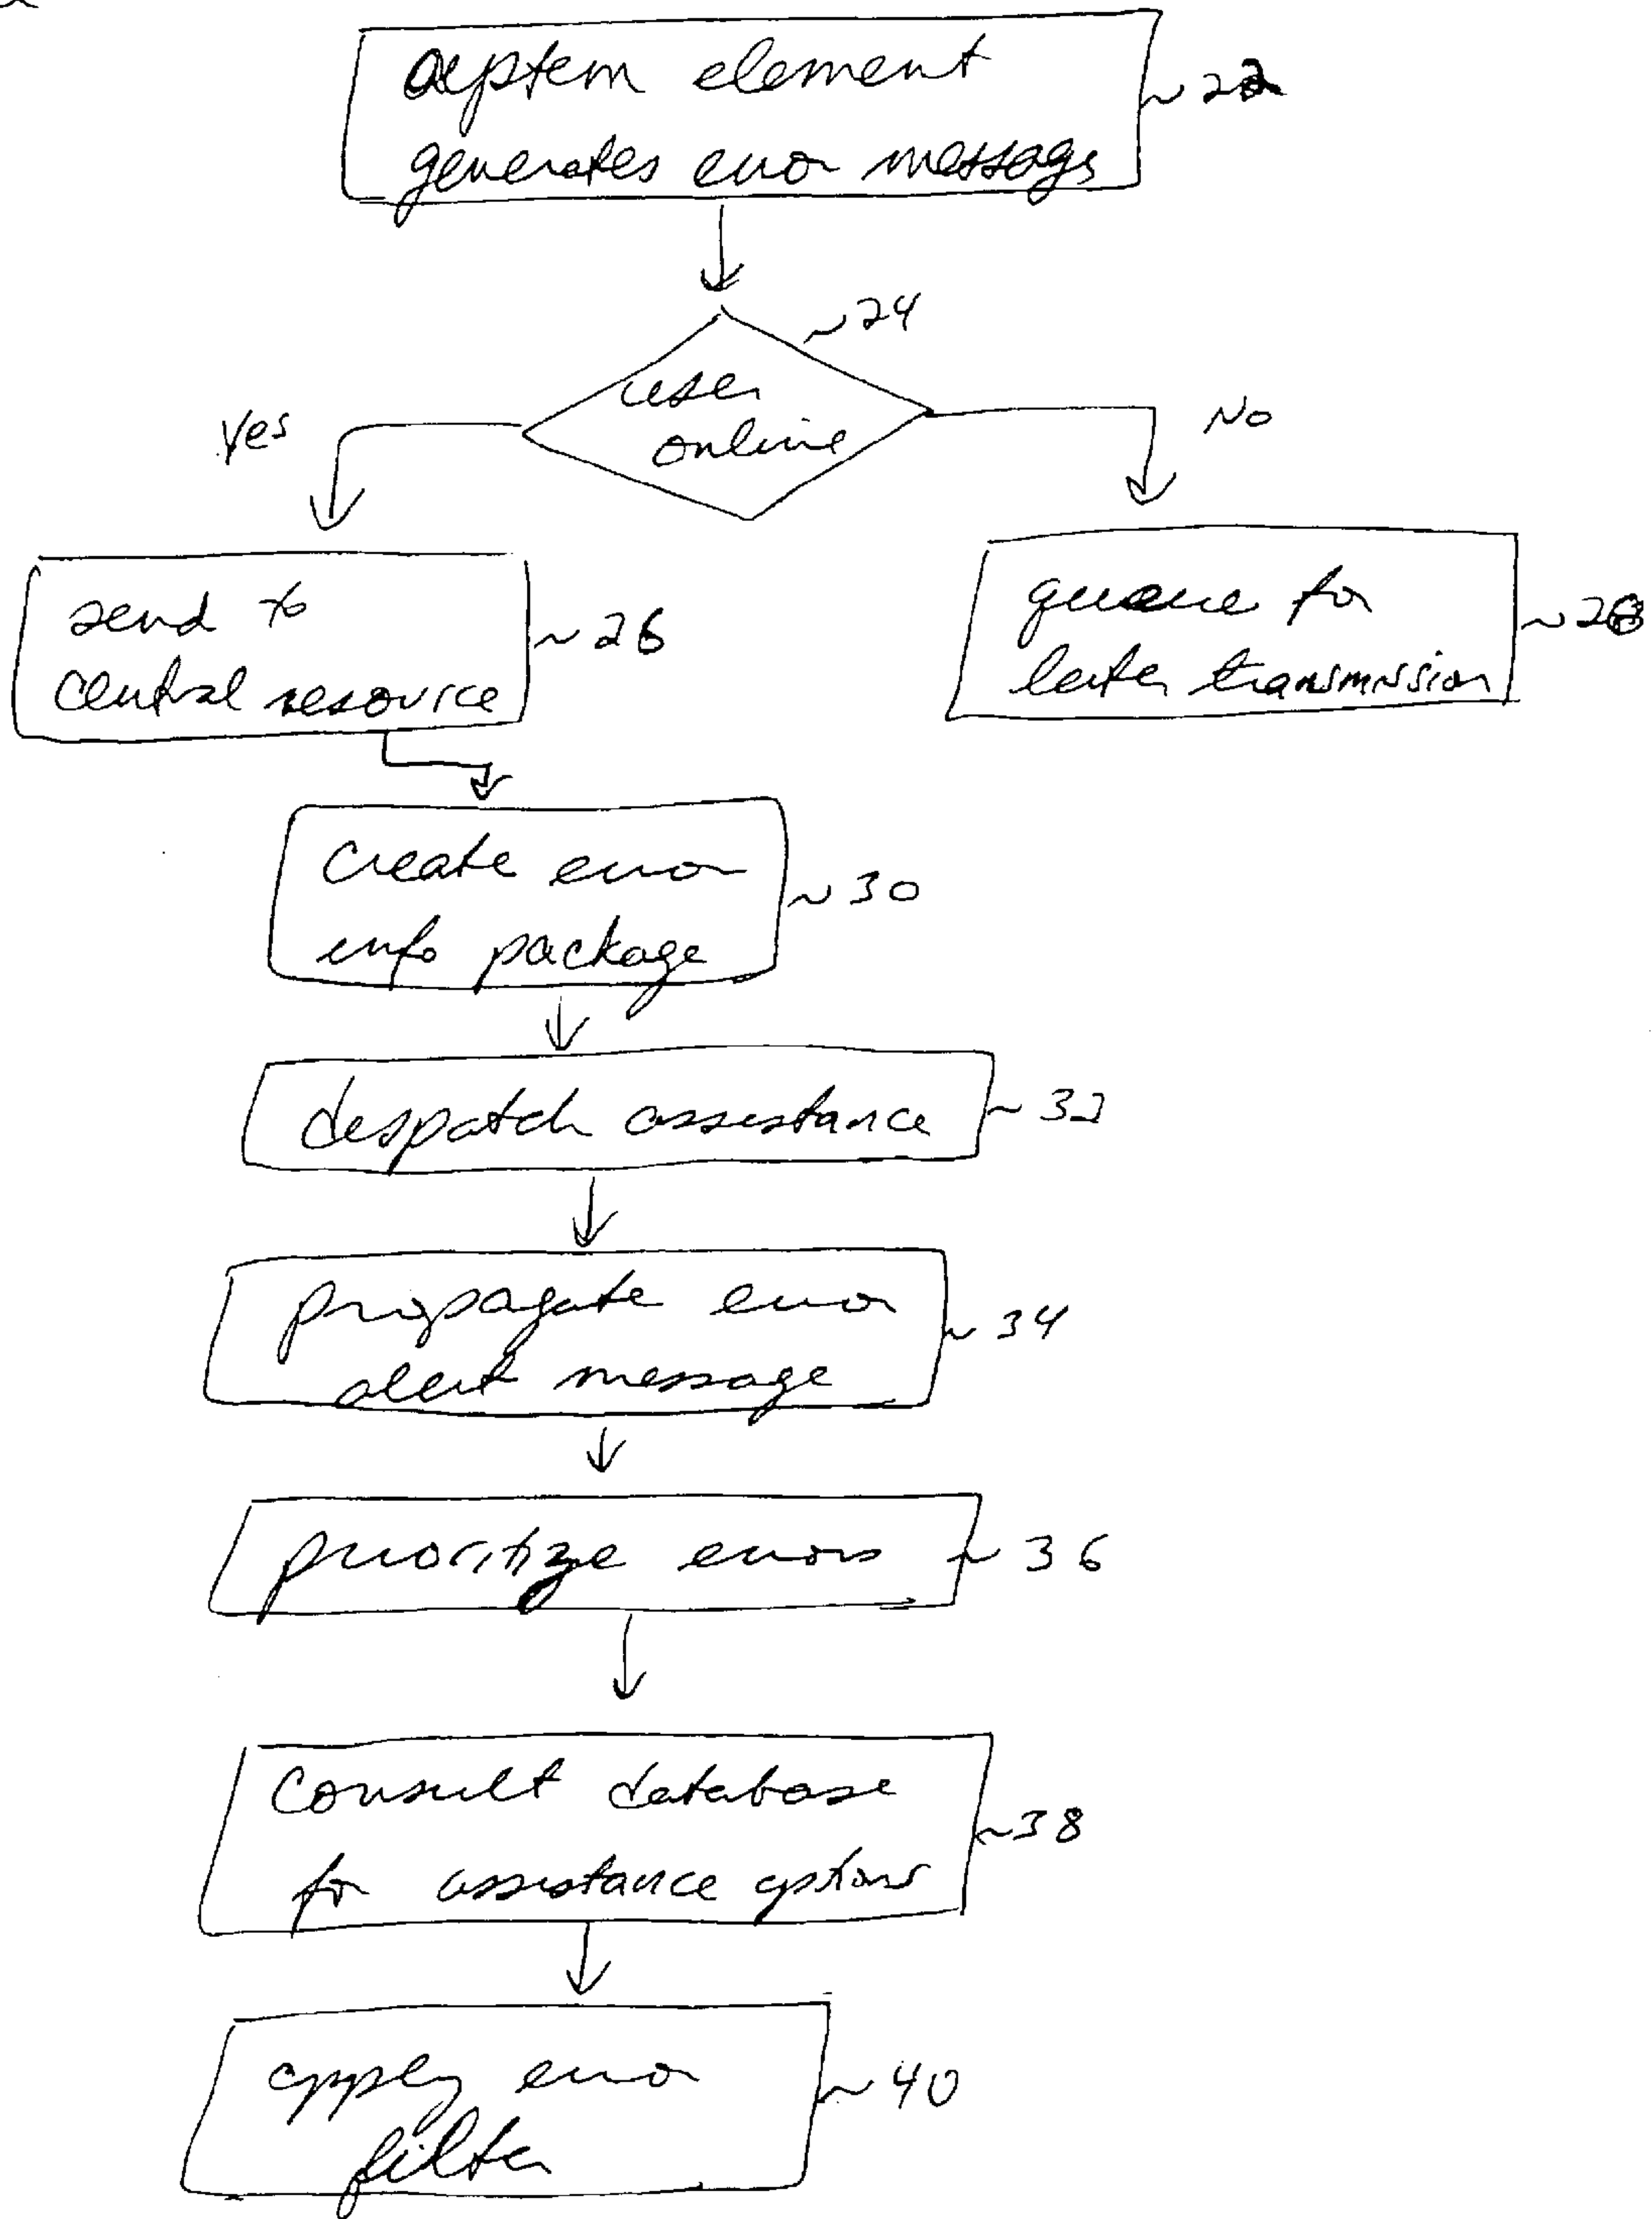 system element ~22
generates error message
~24
user
online
Yes
No
send to
central resource
~26
queue for
later transmission
~28
create error
info package
~30
despatch assistance ~32
propagate error
alert message
~34
prioritize errors ~36
Consult database
for assistance options
~38
apply error
filter
~40